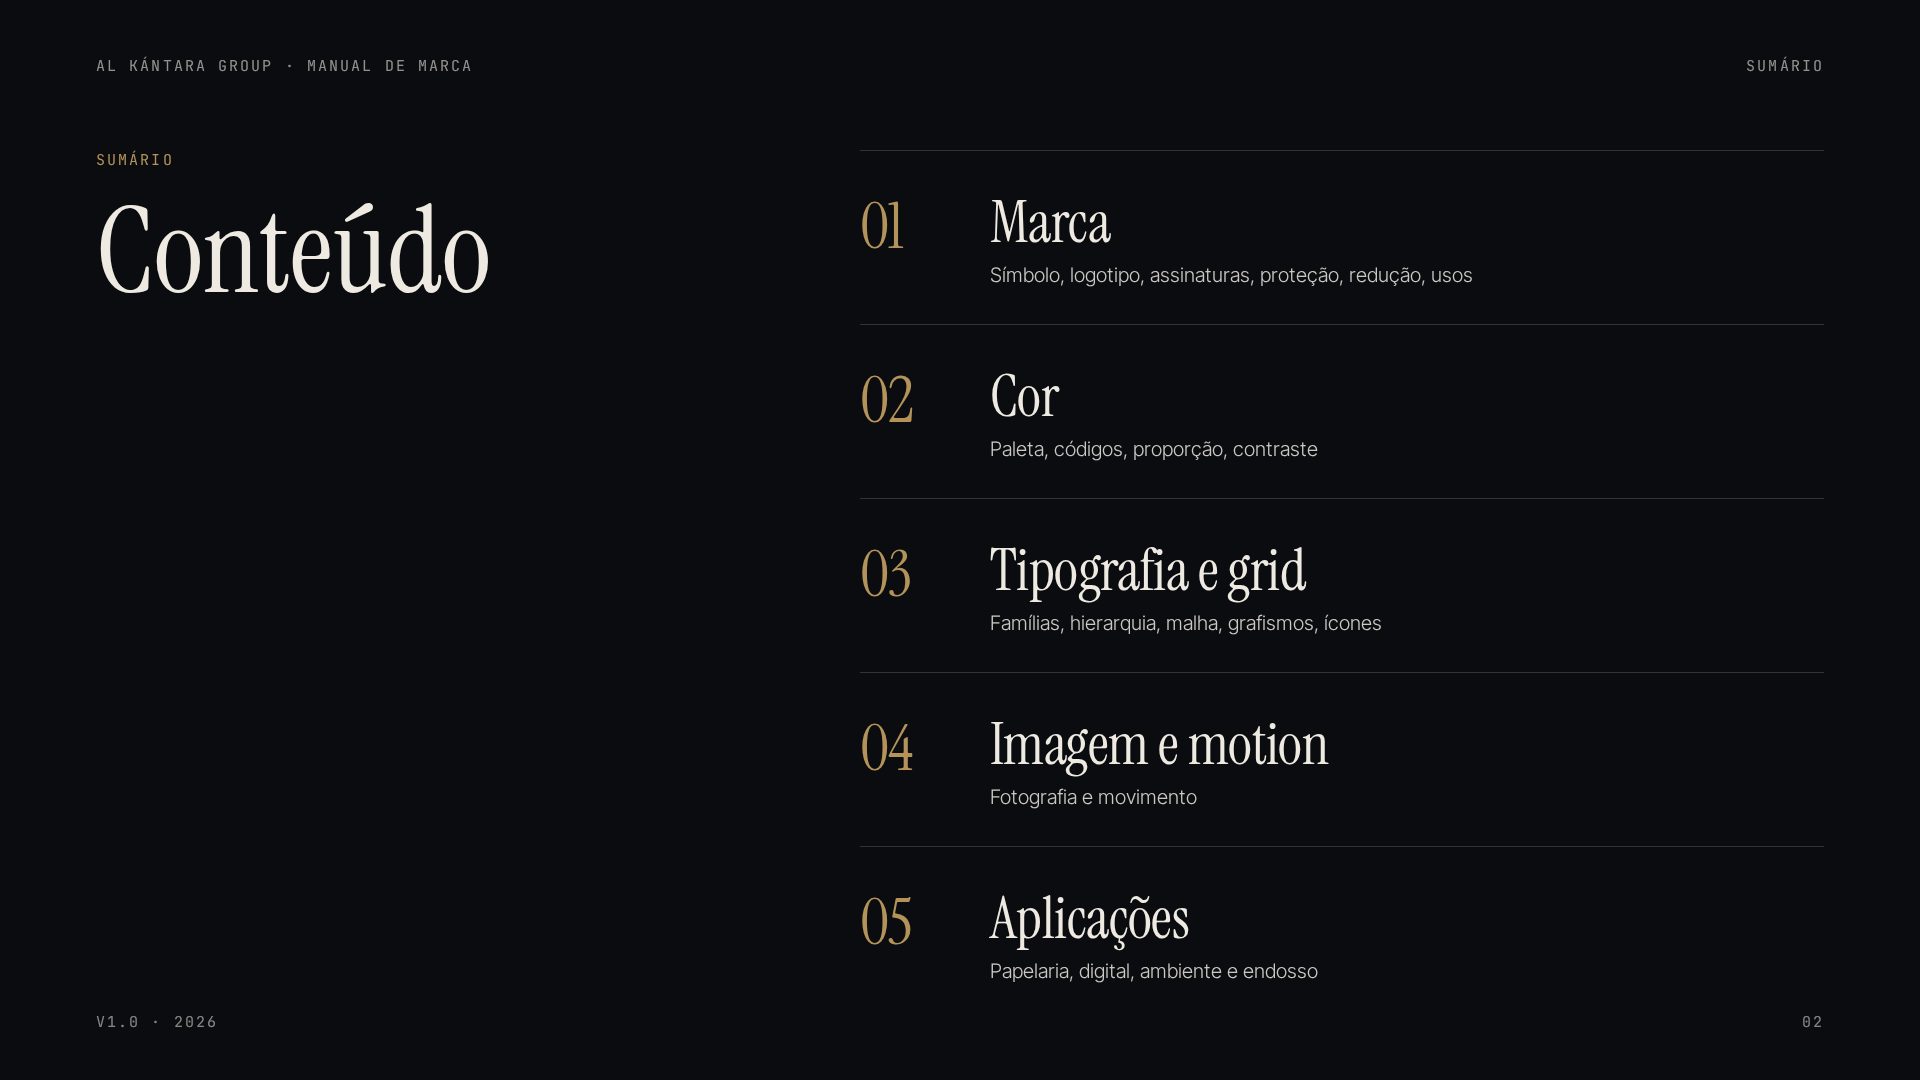 AL KÁNTARA GROUP · MANUAL DE MARCA
SUMÁRIO
SUMÁRIO
Conteúdo
01
Marca
Símbolo, logotipo, assinaturas, proteção, redução, usos
02
Cor
Paleta, códigos, proporção, contraste
03
Tipografia e grid
Famílias, hierarquia, malha, grafismos, ícones
04
Imagem e motion
Fotografia e movimento
05
Aplicações
Papelaria, digital, ambiente e endosso
V1.0 · 2026
02